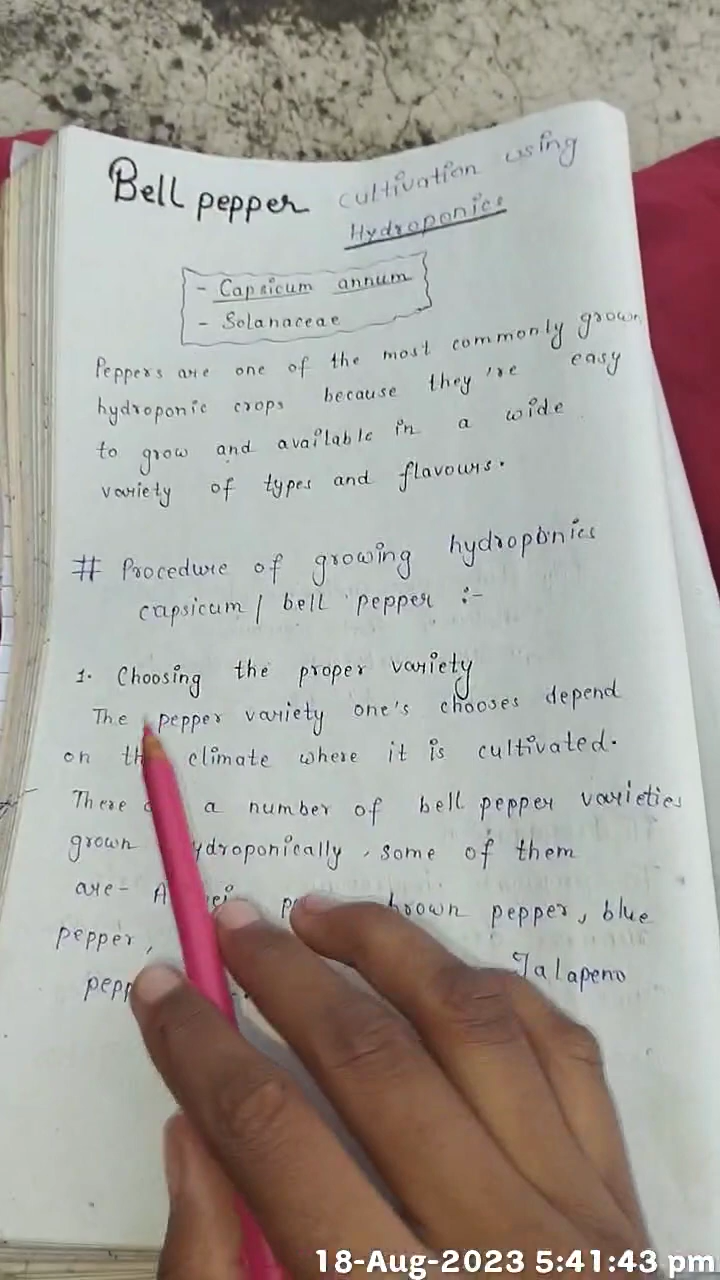 Bell pepper cultivation using
Hydroponics
- Capsicum annum
- Solanaceae
Peppers are one of the most commonly grown
hydroponic crops because they're easy
to grow and available in a wide
variety of types and flavours.
# Procedure of growing hydroponics
capsicum / bell pepper :-
1. Choosing the proper variety
The pepper variety one's chooses depend
on climate where it is cultivated.
There a number of bell pepper varieties
grown hydroponically, some of them
are- brown pepper, blue
pepper,
Jalapeno
18-Aug-2023 5:41:43 pm